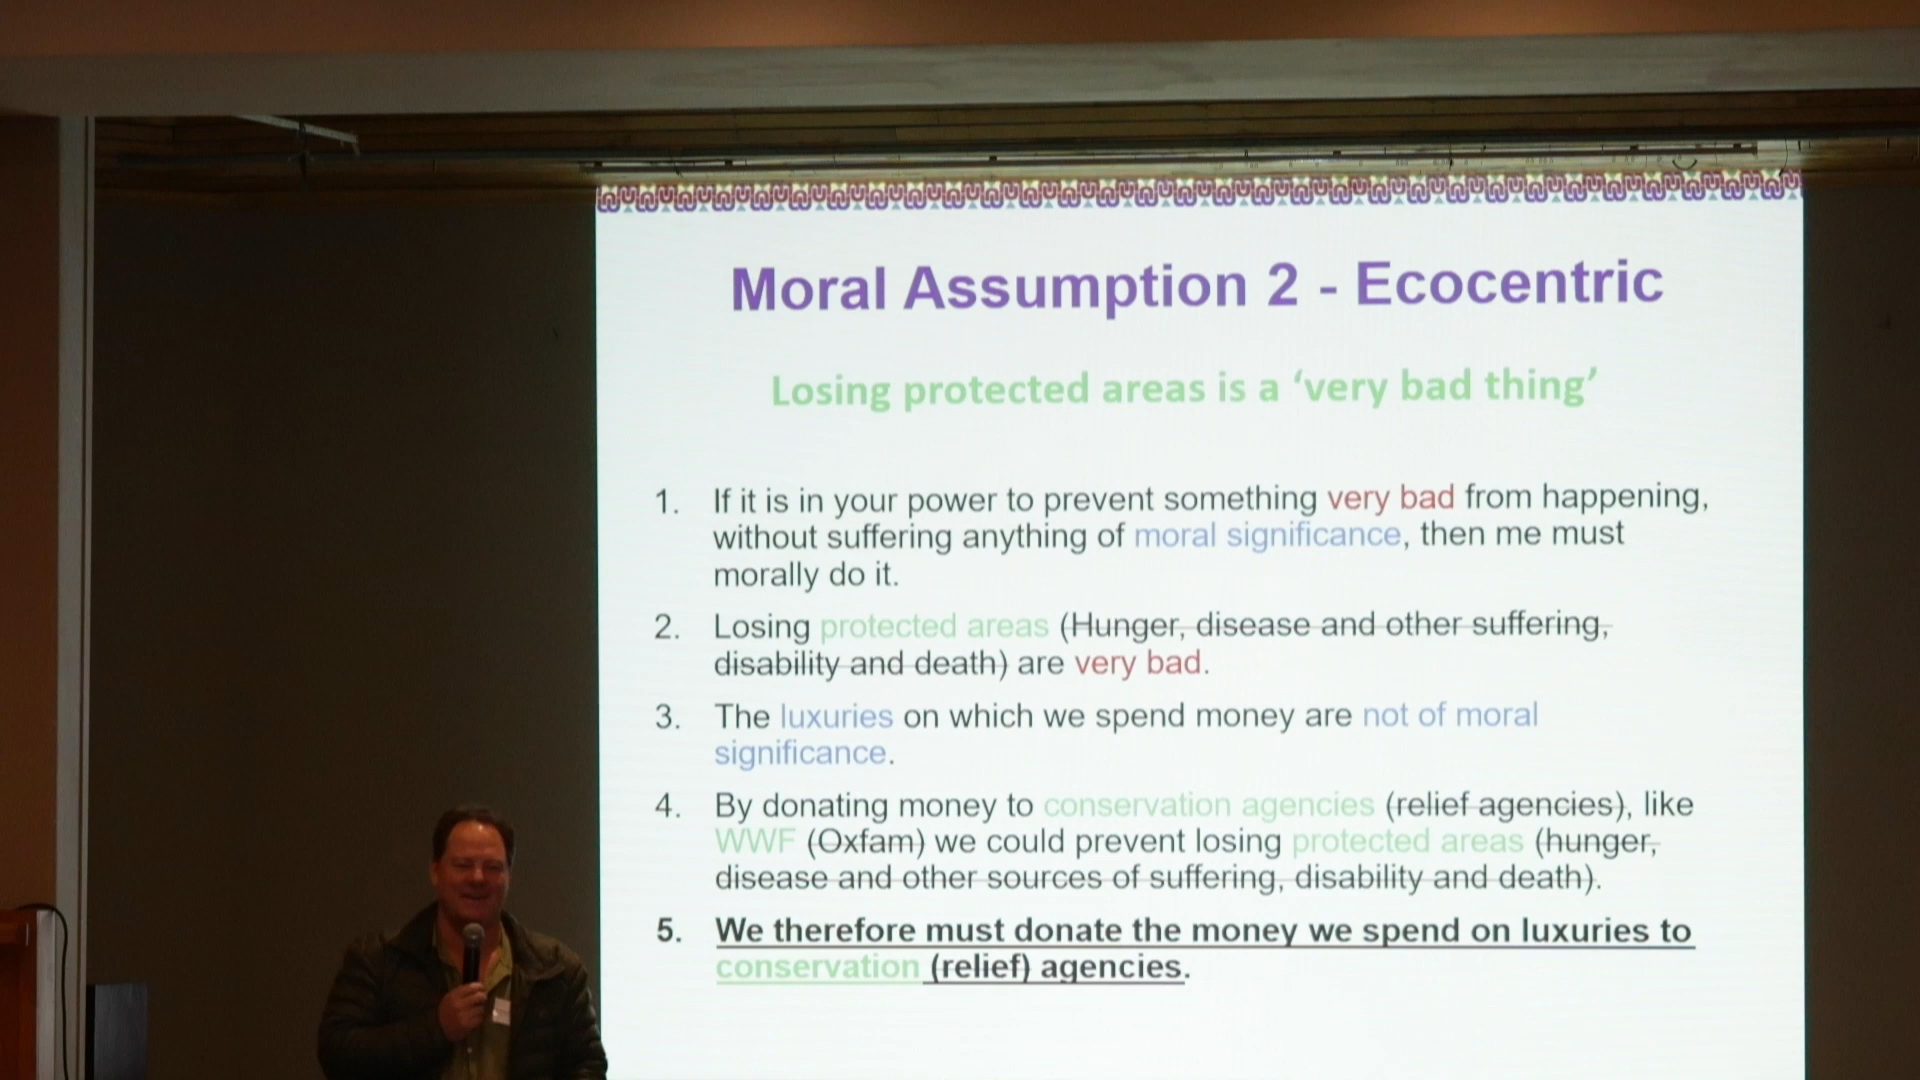 Moral Assumption 2 - Ecocentric
Losing protected areas is a ‘very bad thing’
1. If it is in your power to prevent something very bad from happening,
without suffering anything of moral significance, then me must
morally do it.
2. Losing protected areas (Hunger, disease and other suffering,
disability and death) are very bad.
3. The luxuries on which we spend money are not of moral
significance.
4. By donating money to conservation agencies (relief agencies), like
WWF (Oxfam) we could prevent losing protected areas (hunger,
disease and other sources of suffering, disability and death).
5. We therefore must donate the money we spend on luxuries to
conservation (relief) agencies.